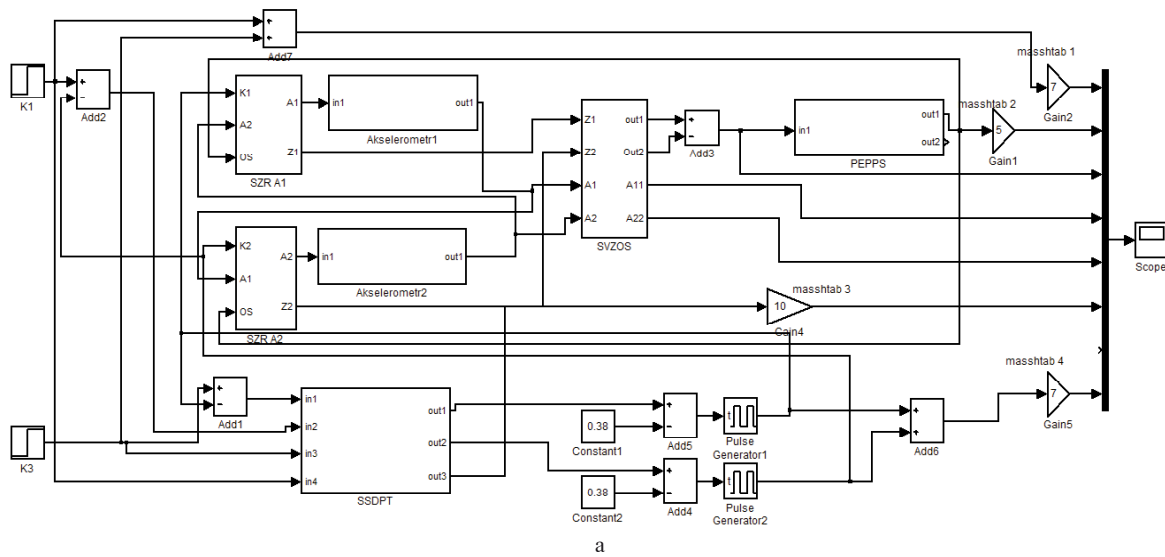 K1
+
−
Add2
+
+
Add7
K1
A2
OS
A1
Z1
SZR A1
in1
out1
Akselerometr1
K2
A1
OS
A2
Z2
SZR A2
in1
out1
Akselerometr2
Z1
Z2
A1
A2
out1
Out2
A11
A22
SVZOS
+
−
Add3
in1
out1
out2
PEPPS
masshtab 1
7
Gain2
masshtab 2
5
Gain1
masshtab 3
10
Gain4
masshtab 4
7
Gain5
Scope
K3
+
−
Add1
in1
in2
in3
in4
out1
out2
out3
SSDPT
0.38
Constant1
0.38
Constant2
+
−
Add5
+
−
Add4
t
Pulse
Generator1
t
Pulse
Generator2
+
+
Add6
a